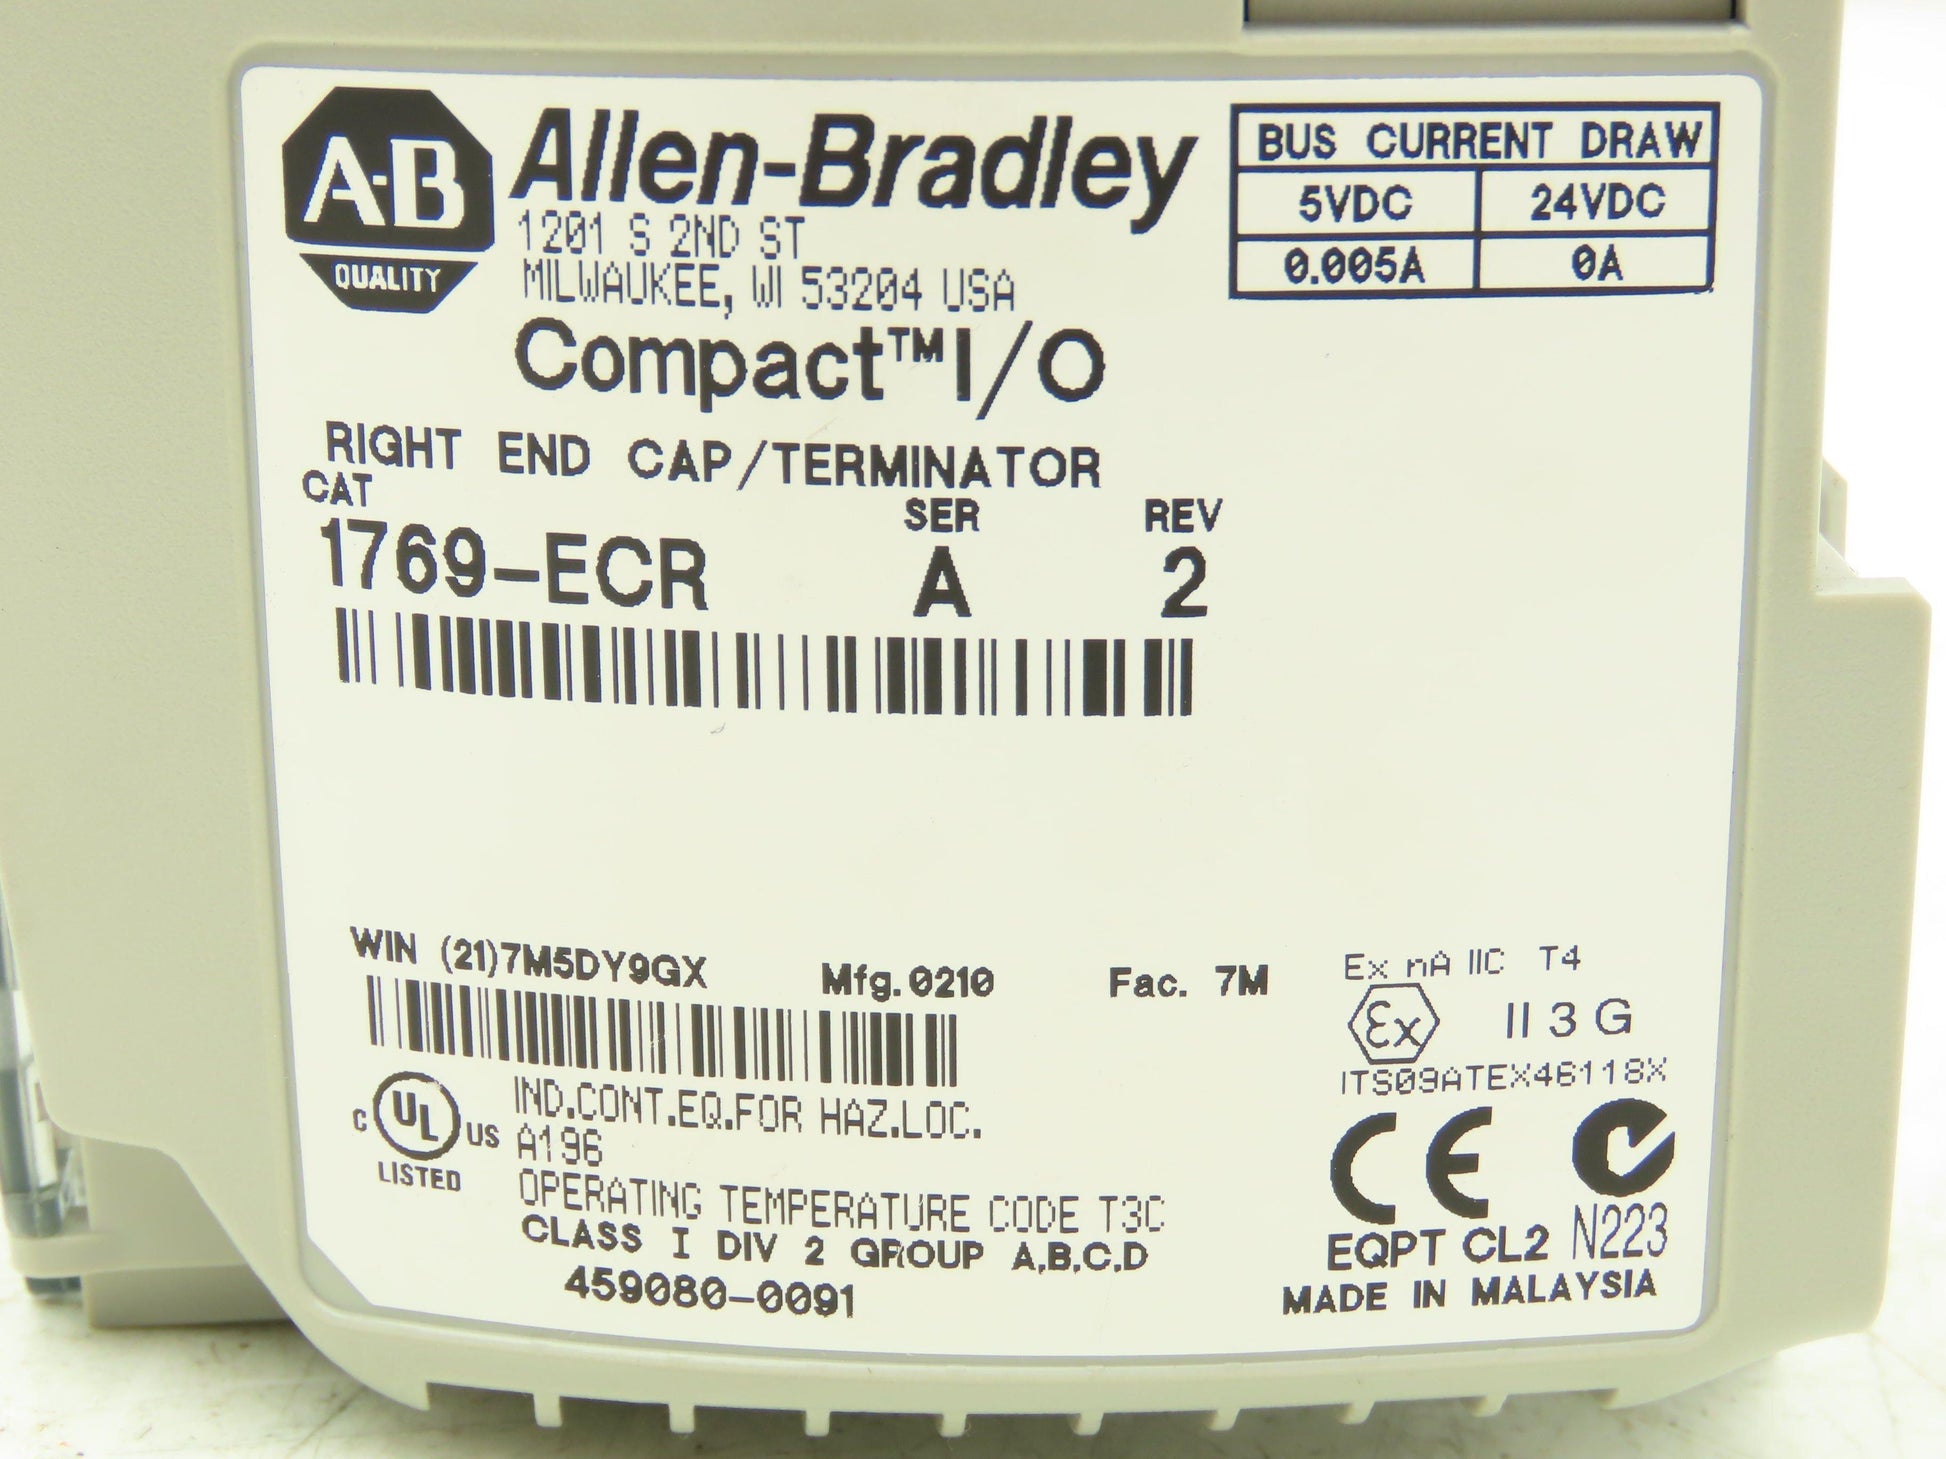 A-B
QUALITY
Allen-Bradley
1201 S 2ND ST
MILWAUKEE, WI 53204 USA
Compact™ I/O
BUS CURRENT DRAW
5VDC 24VDC
0.005A 0A
RIGHT END CAP/TERMINATOR
CAT SER REV
1769-ECR A 2
WIN (21)7M5DY9GX Mfg.0210 Fac. 7M
Ex nA IIC T4
Ex II 3 G
ITS09ATEX46118X
C UL US
LISTED
IND.CONT.EQ.FOR HAZ.LOC.
A196
OPERATING TEMPERATURE CODE T3C
CLASS I DIV 2 GROUP A,B,C,D
459080-0091
CE
EQPT CL2 N223
MADE IN MALAYSIA